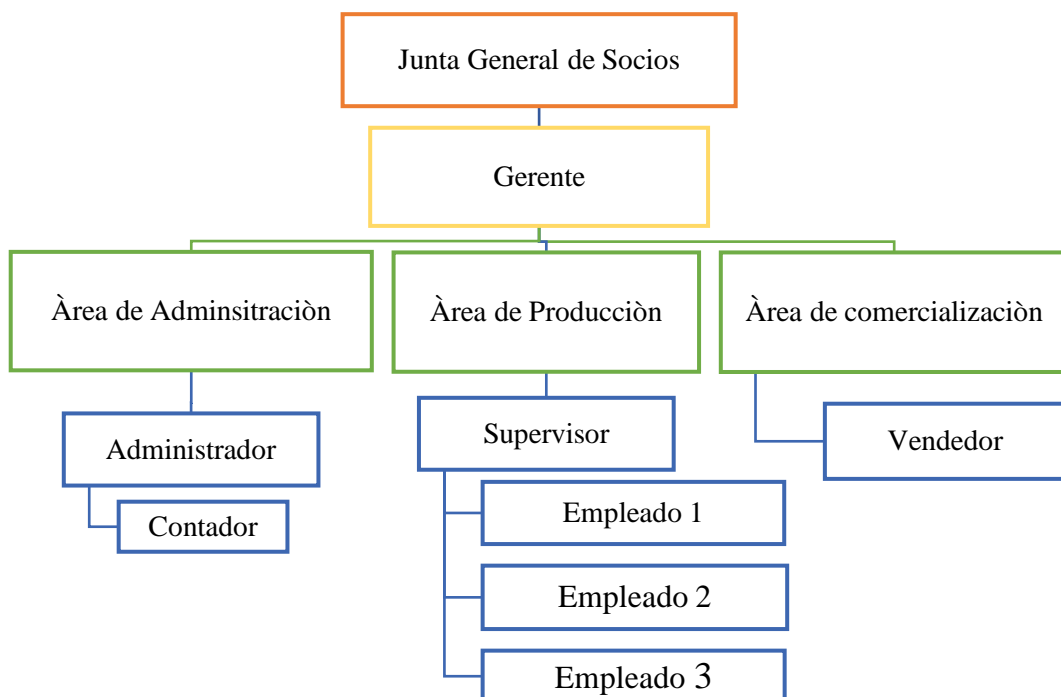 Junta General de Socios
Gerente
Àrea de Adminsitraciòn
Àrea de Producciòn
Àrea de comercializaciòn
Administrador
Contador
Supervisor
Empleado 1
Empleado 2
Empleado 3
Vendedor